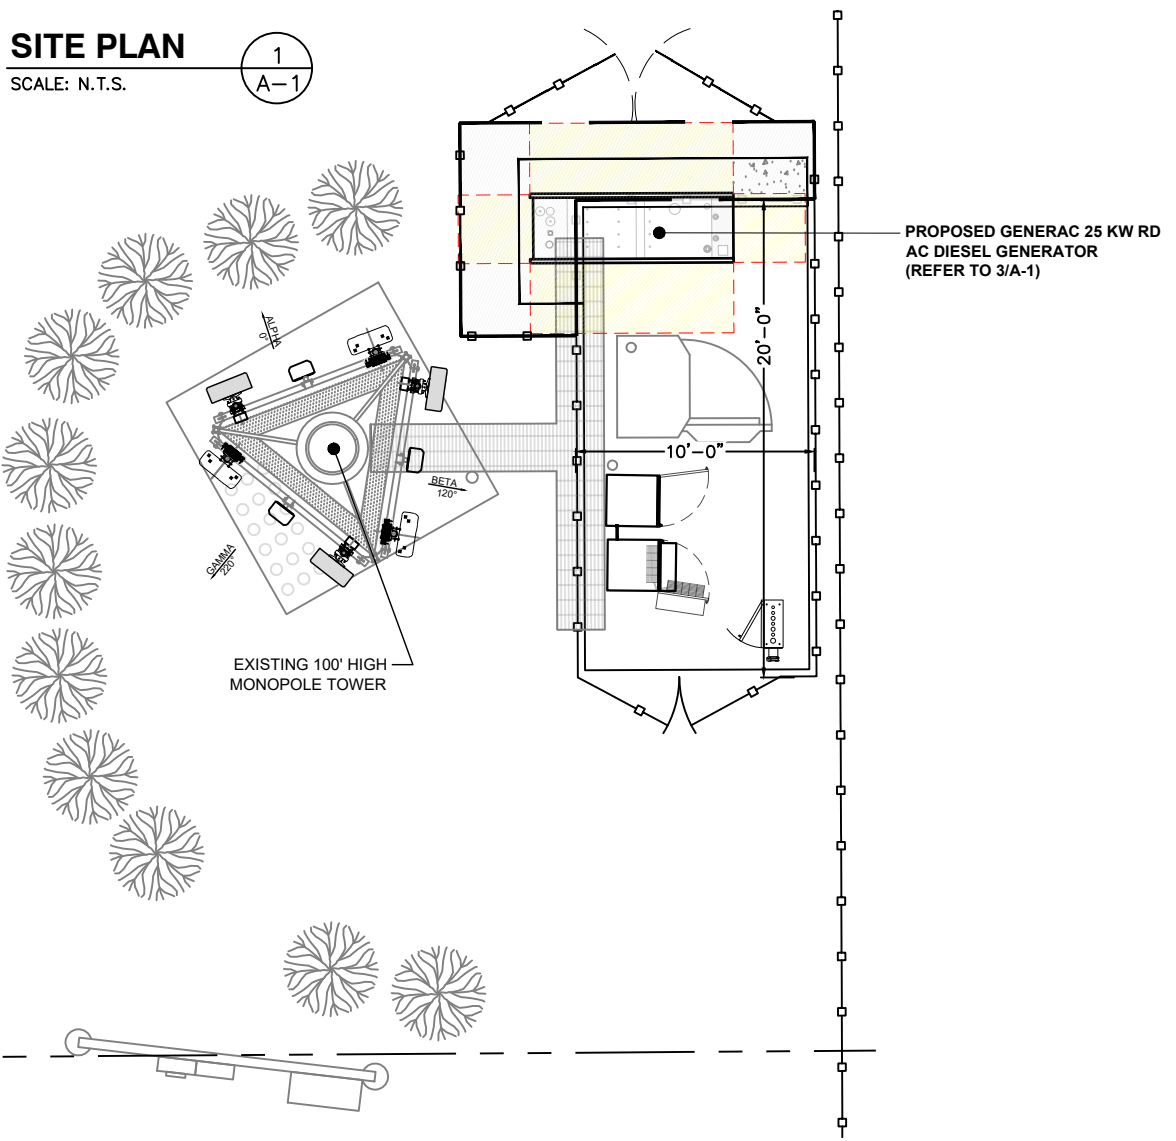 SITE PLAN
SCALE: N.T.S.
1
A-1
PROPOSED GENERAC 25 KW RD
AC DIESEL GENERATOR
(REFER TO 3/A-1)
20'-0"
10'-0"
ALPHA
0°
BETA
120°
GAMMA
220°
EXISTING 100' HIGH
MONOPOLE TOWER